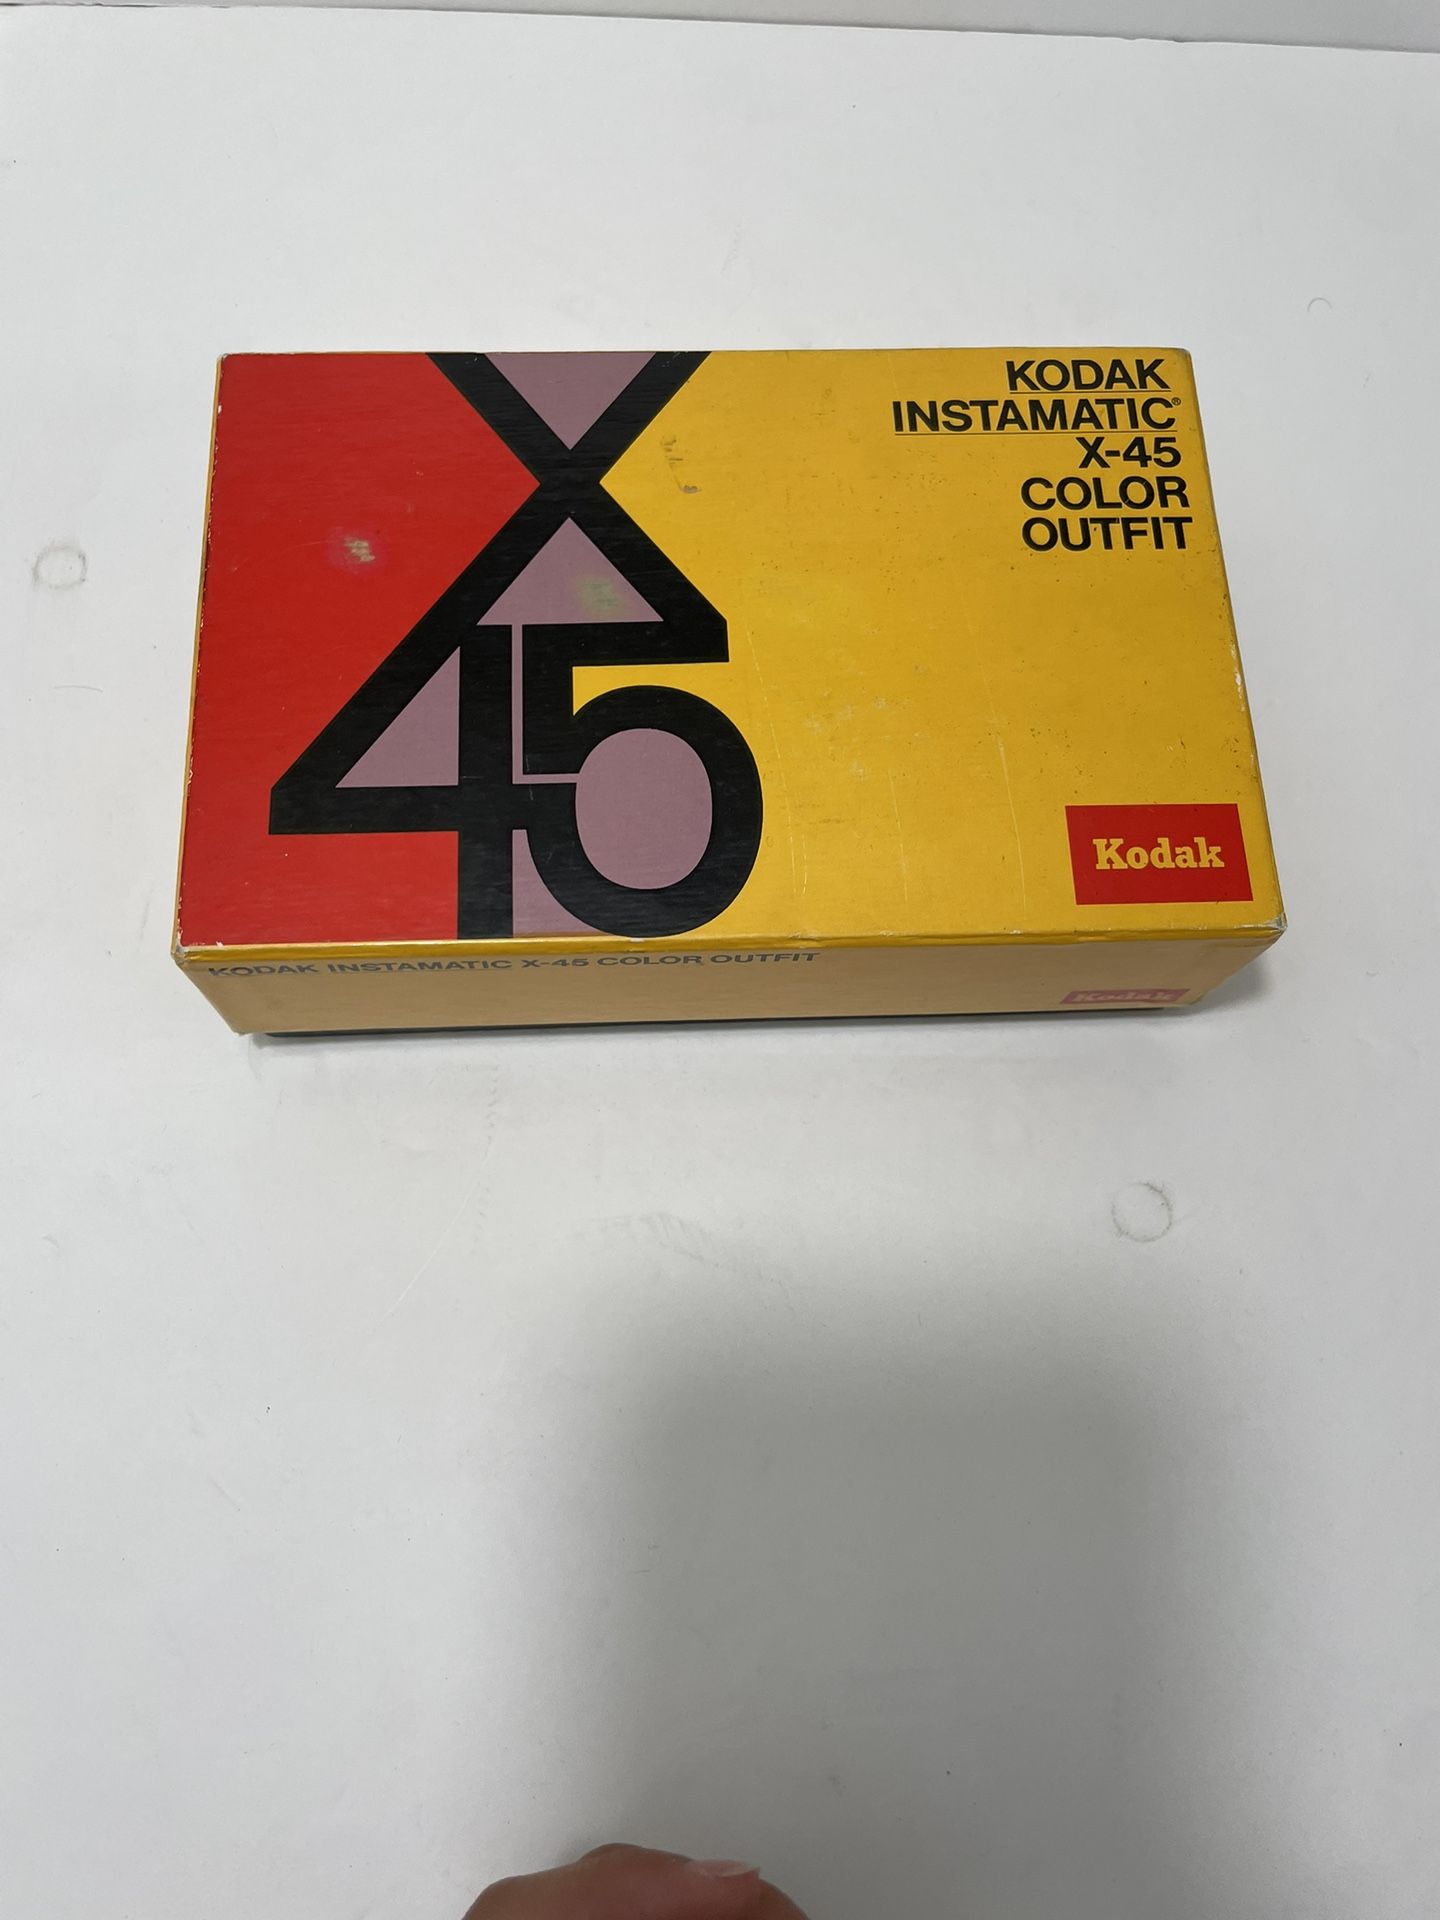 X
45
KODAK
INSTAMATIC®
X-45
COLOR
OUTFIT
Kodak
KODAK INSTAMATIC X-45 COLOR OUTFIT
Kodak